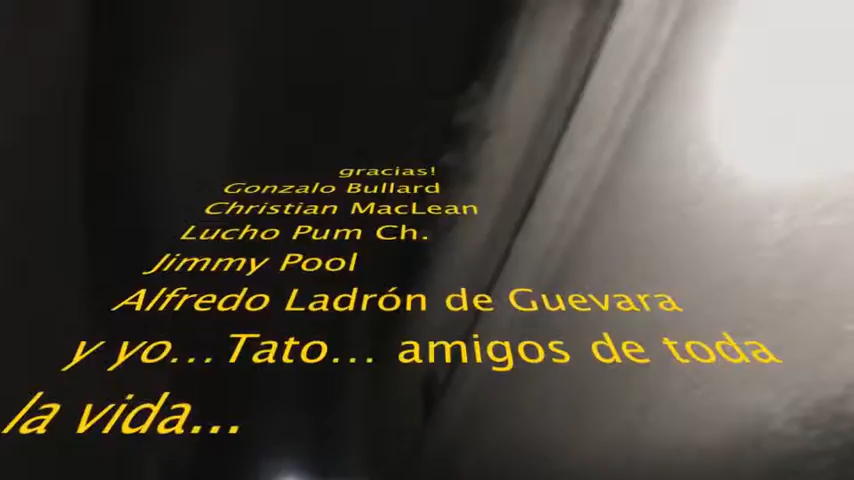 gracias!
Gonzalo Bullard
Christian MacLean
Lucho Pum Ch.
Jimmy Pool
Alfredo Ladrón de Guevara
y yo...Tato... amigos de toda
la vida...